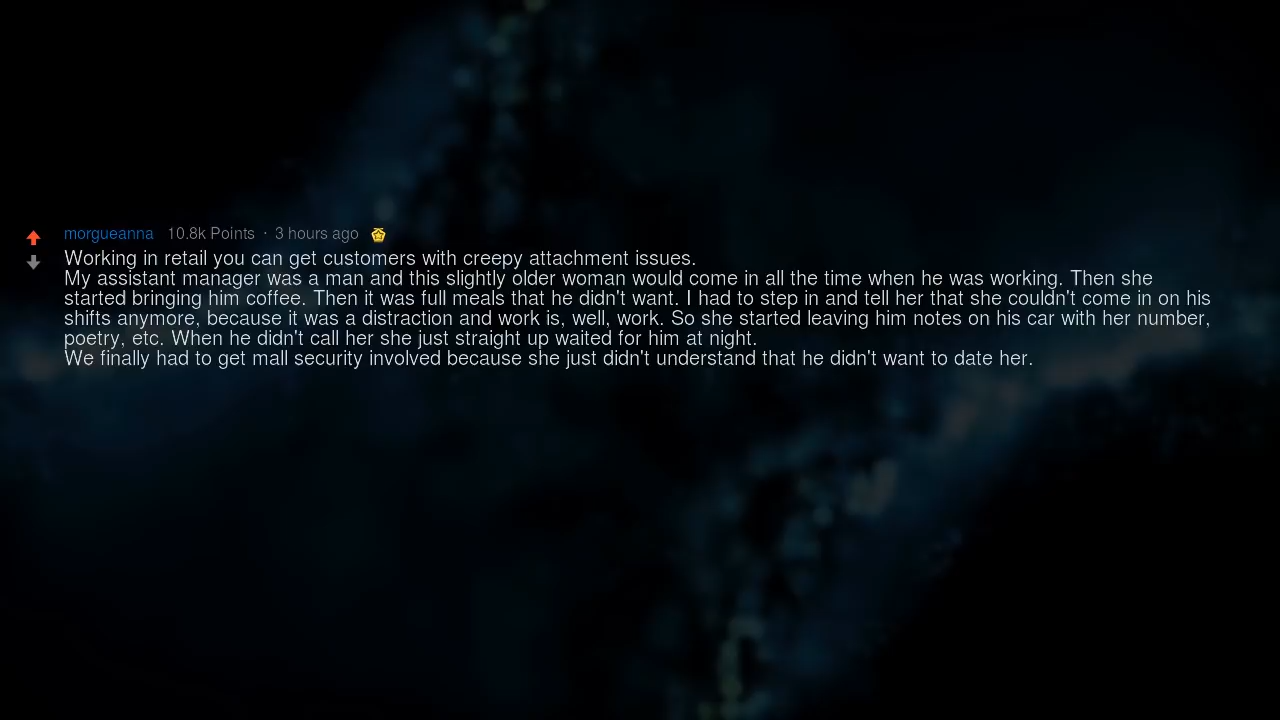 morgueanna 10.8k Points · 3 hours ago
Working in retail you can get customers with creepy attachment issues.
My assistant manager was a man and this slightly older woman would come in all the time when he was working. Then she
started bringing him coffee. Then it was full meals that he didn't want. I had to step in and tell her that she couldn't come in on his
shifts anymore, because it was a distraction and work is, well, work. So she started leaving him notes on his car with her number,
poetry, etc. When he didn't call her she just straight up waited for him at night.
We finally had to get mall security involved because she just didn't understand that he didn't want to date her.